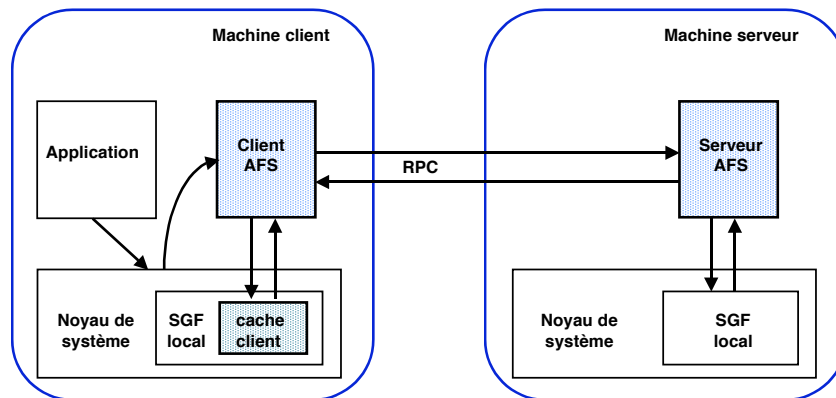 Machine client
Machine serveur
Application
Client
AFS
RPC
Serveur
AFS
Noyau de
système
SGF
local
cache
client
Noyau de
système
SGF
local